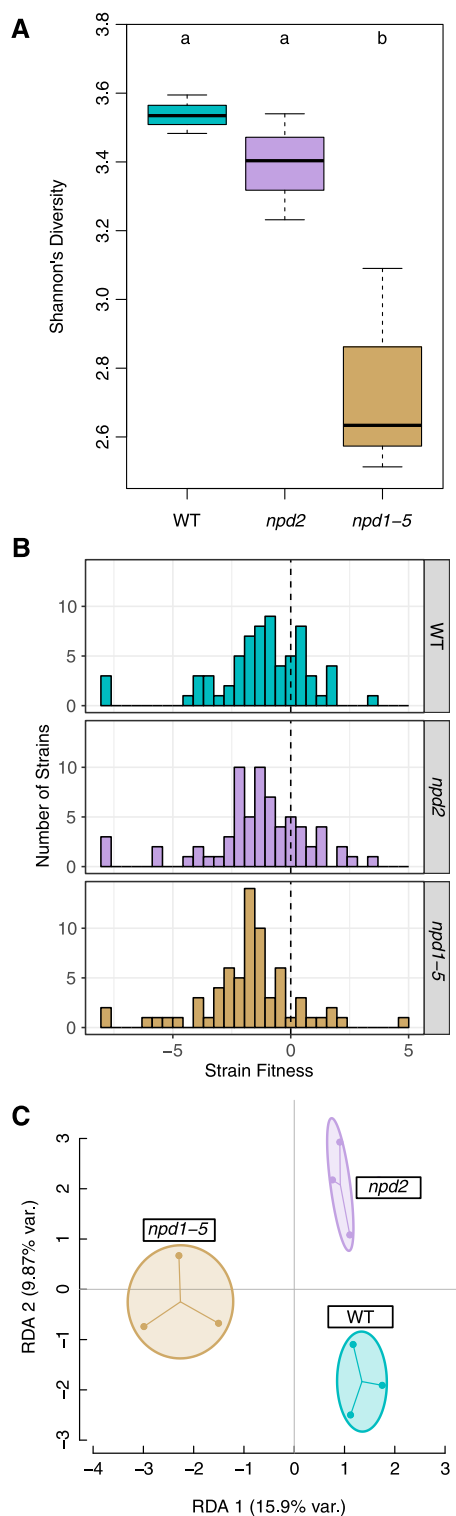 A
a a b
3.8
3.6
3.4
3.2
3.0
2.8
2.6
Shannon's Diversity
WT npd2 npd1−5
B
10
5
0
WT
10
5
0
npd2
10
5
0
npd1−5
Number of Strains
−5 0 5
Strain Fitness
C
3
2
1
0
−1
−2
−3
RDA 2 (9.87% var.)
npd2
npd1−5
WT
−4 −3 −2 −1 0 1 2 3
RDA 1 (15.9% var.)